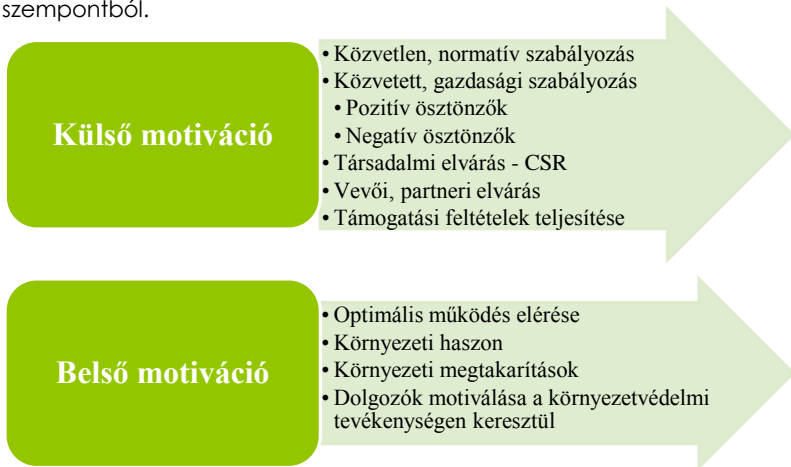 szempontból.
Külső motiváció
• Közvetlen, normatív szabályozás
• Közvetett, gazdasági szabályozás
• Pozitív ösztönzők
• Negatív ösztönzők
• Társadalmi elvárás - CSR
• Vevői, partneri elvárás
• Támogatási feltételek teljesítése
Belső motiváció
• Optimális működés elérése
• Környezeti haszon
• Környezeti megtakarítások
• Dolgozók motiválása a környezetvédelmi
tevékenységen keresztül